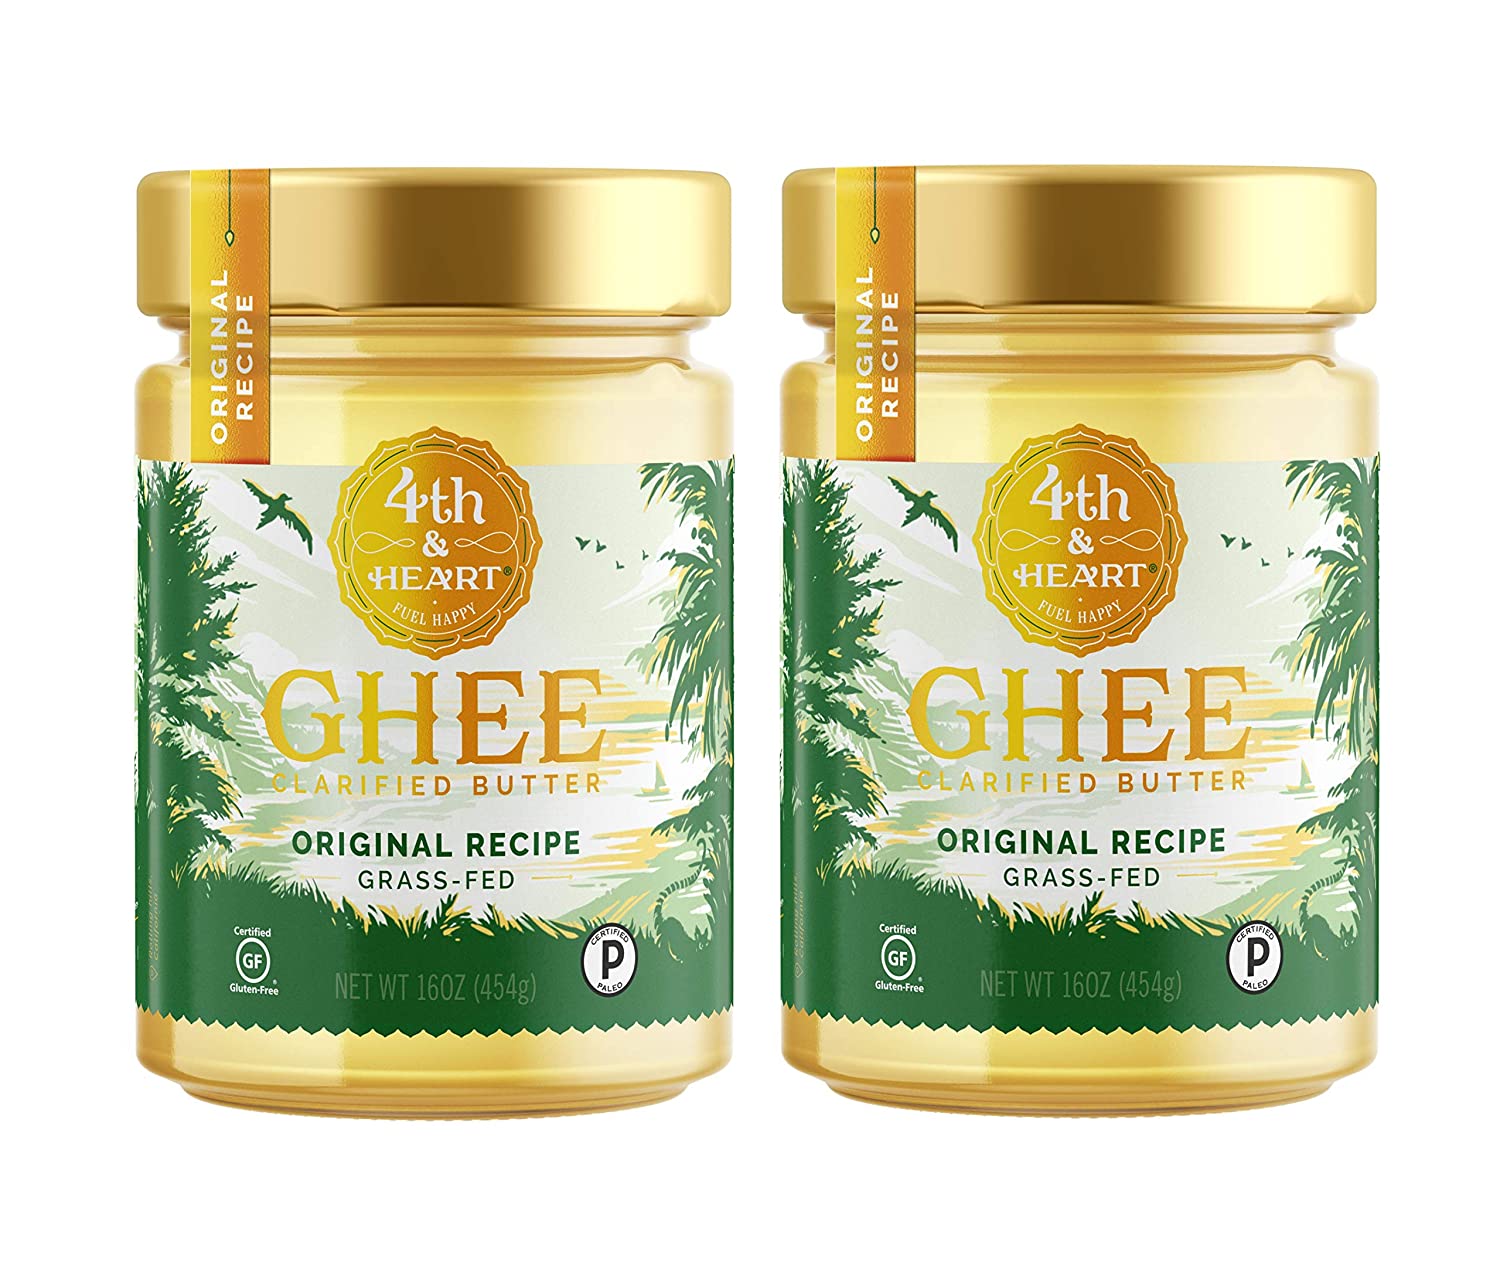 ORIGINAL
RECIPE
4th
&
HEART®
· FUEL HAPPY
GHEE
CLARIFIED BUTTER
ORIGINAL RECIPE
GRASS-FED
Certified
GF
Gluten-Free
NET WT 16OZ (454g)
CERTIFIED
P
PALEO
California
ORIGINAL
RECIPE
4th
&
HEART®
· FUEL HAPPY
GHEE
CLARIFIED BUTTER
ORIGINAL RECIPE
GRASS-FED
Certified
GF
Gluten-Free
NET WT 16OZ (454g)
CERTIFIED
P
PALEO
California